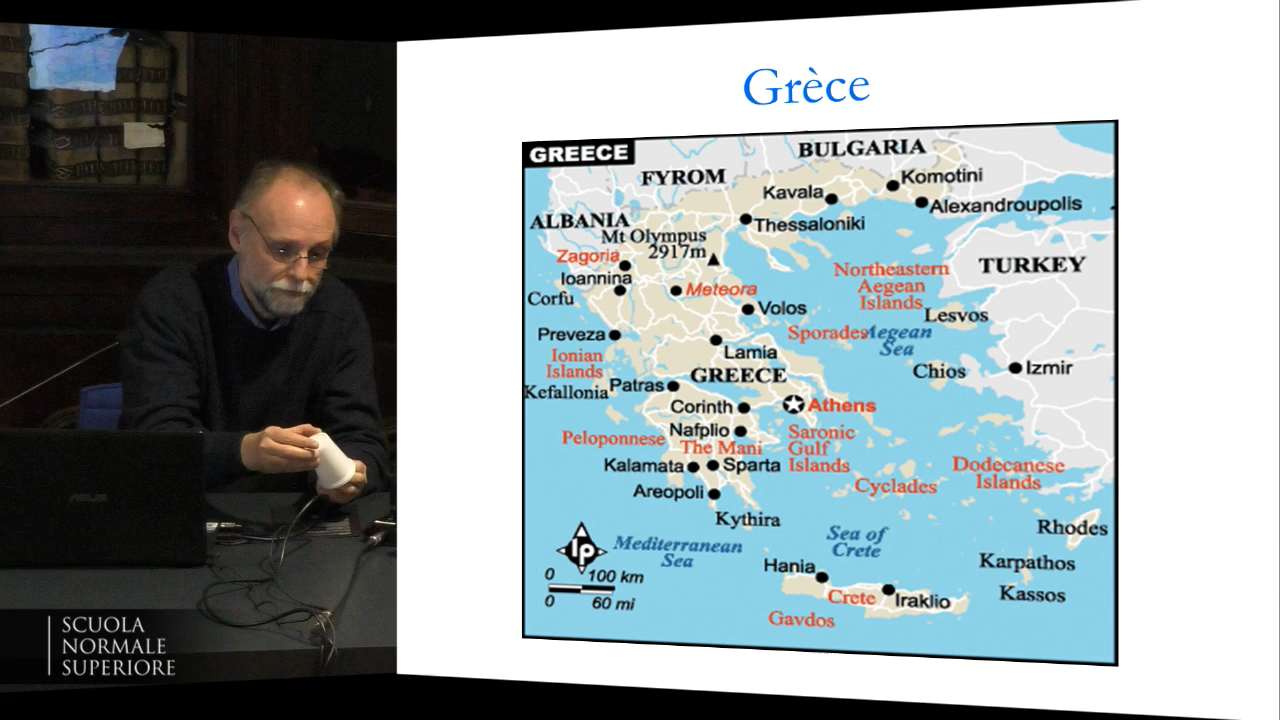 Grèce
GREECE
BULGARIA
FYROM
Komotini
Kavala
Alexandroupolis
ALBANIA
Thessaloniki
Mt Olympus
2917m
Zagoria
TURKEY
Ioannina
Northeastern
Aegean
Islands
Meteora
Corfu
Volos
Lesvos
Preveza
Sporades
Aegean
Sea
Lamia
Ionian
Islands
GREECE
Chios
Izmir
Kefallonia
Patras
Corinth
Athens
Nafplio
Peloponnese
The Mani
Saronic
Gulf
Islands
Kalamata
Sparta
Dodecanese
Islands
Areopoli
Cyclades
Kythira
Rhodes
Mediterranean
Sea
Sea of
Crete
lp
Hania
Karpathos
0 100 km
0 60 mi
Crete
Iraklio
Kassos
Gavdos
ASUS
SCUOLA
NORMALE
SUPERIORE